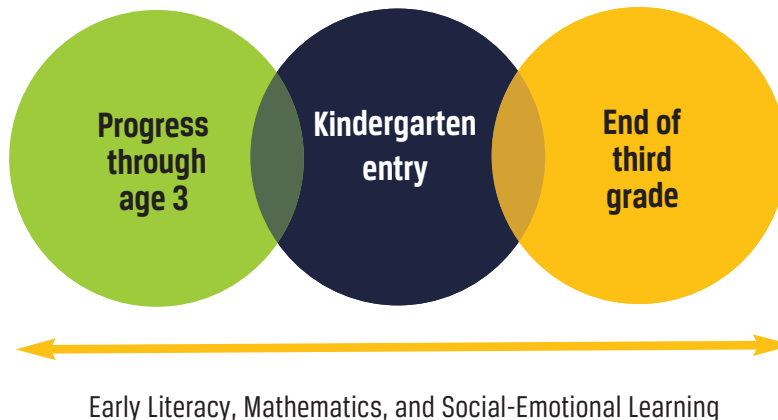 Progress
through
age 3
Kindergarten
entry
End of
third
grade
Early Literacy, Mathematics, and Social-Emotional Learning